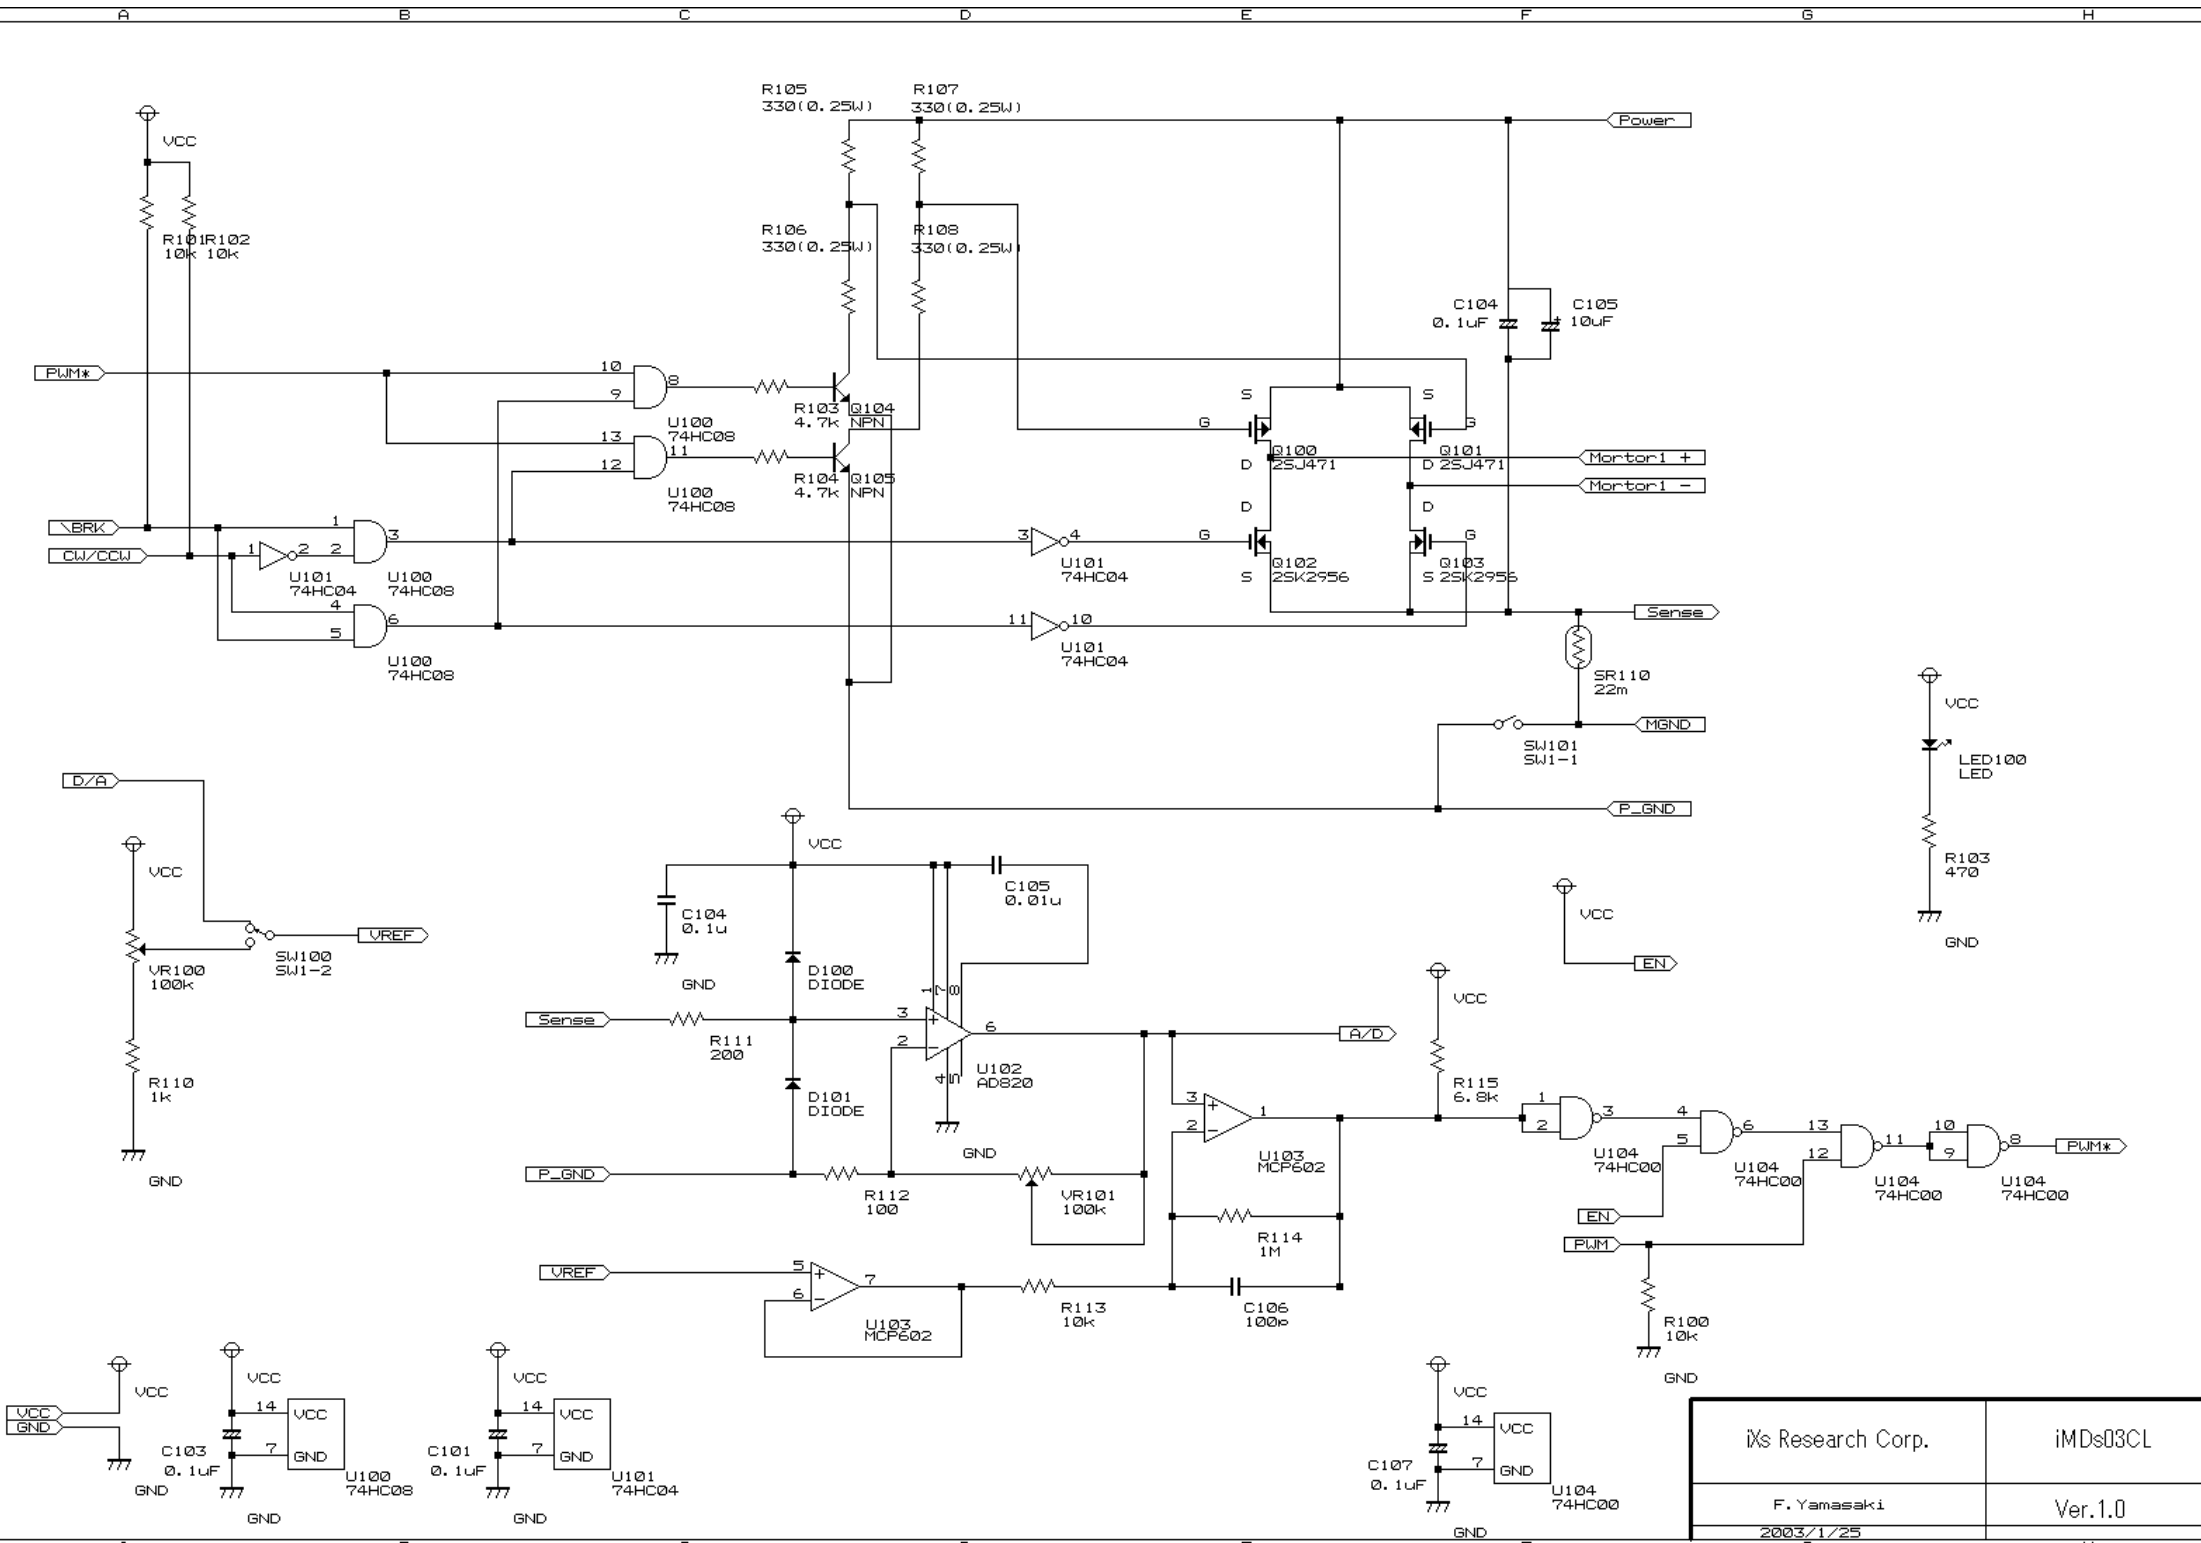 A B C D E F G H
R105
330(0.25W)
R107
330(0.25W)
Power
VCC
R106
330(0.25W)
R108
330(0.25W)
R101
10k
R102
10k
C104
0.1uF
C105
+
10uF
PWM*
10
9
8
U100
74HC08
R103
4.7k
Q104
NPN
13
12
11
U100
74HC08
R104
4.7k
Q105
NPN
S
G
Q100
2SJ471
D
S
G
Q101
2SJ471
D
Mortor1 +
Mortor1 -
\BRK
CW/CCW
1
2
U101
74HC04
1
2
3
U100
74HC08
4
5
6
U100
74HC08
3
4
U101
74HC04
11
10
U101
74HC04
D
G
Q102
2SK2956
S
D
G
Q103
2SK2956
S
Sense
SR110
22m
MGND
SW101
SW1-1
P_GND
VCC
LED100
LED
R103
470
GND
D/A
VCC
VR100
100k
SW100
SW1-2
VREF
R110
1k
GND
VCC
C104
0.1u
GND
C105
0.01u
D100
DIODE
D101
DIODE
Sense
R111
200
3
+
2
-
1
7
8
6
4
5
U102
AD820
GND
A/D
P_GND
R112
100
VR101
100k
3
+
2
-
1
U103
MCP602
R114
1M
C106
100p
VREF
5
+
6
-
7
U103
MCP602
R113
10k
VCC
EN
VCC
R115
6.8k
1
2
3
U104
74HC00
4
5
6
U104
74HC00
13
12
11
U104
74HC00
10
9
8
U104
74HC00
PWM*
EN
PWM
R100
10k
GND
VCC
GND
VCC
GND
VCC
14
7
VCC
GND
C103
0.1uF
U100
74HC08
GND
VCC
14
7
VCC
GND
C101
0.1uF
U101
74HC04
GND
VCC
14
7
VCC
GND
C107
0.1uF
U104
74HC00
GND
iXs Research Corp.
iMDs03CL
F.Yamasaki
Ver.1.0
2003/1/25